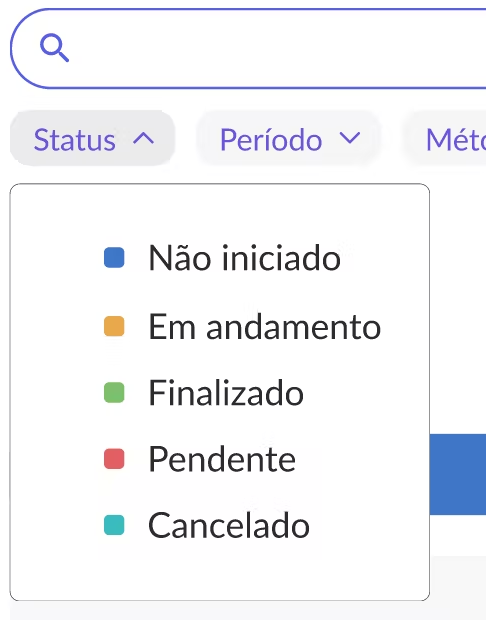 Status
Período
Não iniciado
Em andamento
Finalizado
Pendente
Cancelado